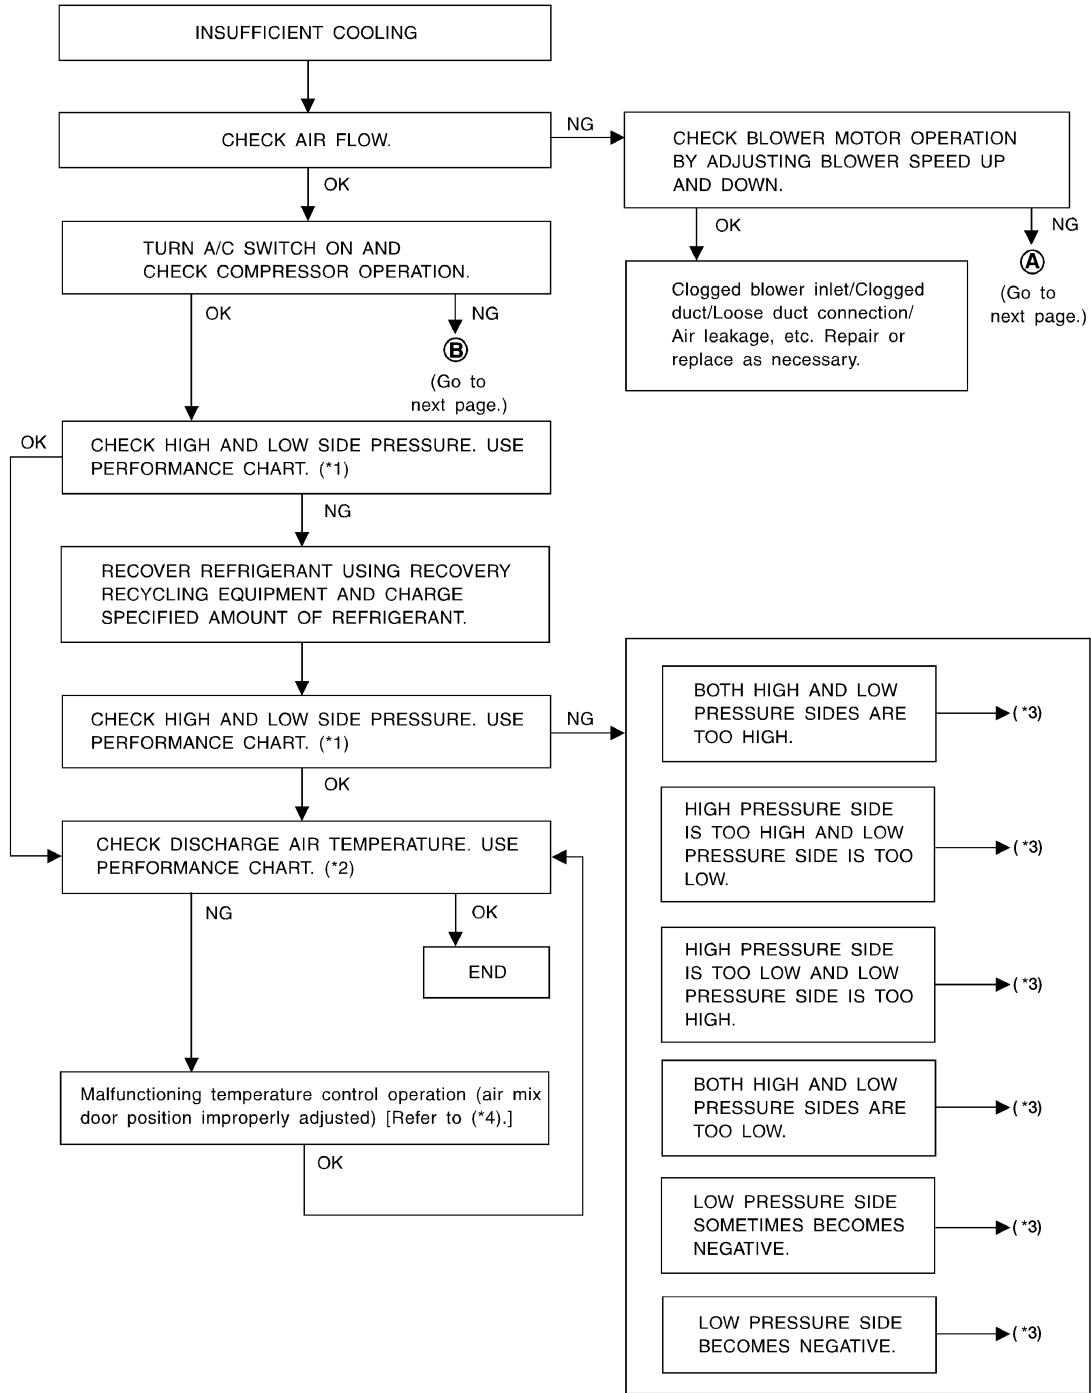 INSUFFICIENT COOLING
CHECK AIR FLOW.
NG
CHECK BLOWER MOTOR OPERATION
BY ADJUSTING BLOWER SPEED UP
AND DOWN.
OK
OK
NG
TURN A/C SWITCH ON AND
CHECK COMPRESSOR OPERATION.
Clogged blower inlet/Clogged
duct/Loose duct connection/
Air leakage, etc. Repair or
replace as necessary.
A
(Go to
next page.)
OK
NG
B
(Go to
next page.)
OK
CHECK HIGH AND LOW SIDE PRESSURE. USE
PERFORMANCE CHART. (*1)
NG
RECOVER REFRIGERANT USING RECOVERY
RECYCLING EQUIPMENT AND CHARGE
SPECIFIED AMOUNT OF REFRIGERANT.
CHECK HIGH AND LOW SIDE PRESSURE. USE
PERFORMANCE CHART. (*1)
NG
OK
CHECK DISCHARGE AIR TEMPERATURE. USE
PERFORMANCE CHART. (*2)
NG
OK
END
Malfunctioning temperature control operation (air mix
door position improperly adjusted) [Refer to (*4).]
OK
BOTH HIGH AND LOW
PRESSURE SIDES ARE
TOO HIGH.
(*3)
HIGH PRESSURE SIDE
IS TOO HIGH AND LOW
PRESSURE SIDE IS TOO
LOW.
(*3)
HIGH PRESSURE SIDE
IS TOO LOW AND LOW
PRESSURE SIDE IS TOO
HIGH.
(*3)
BOTH HIGH AND LOW
PRESSURE SIDES ARE
TOO LOW.
(*3)
LOW PRESSURE SIDE
SOMETIMES BECOMES
NEGATIVE.
(*3)
LOW PRESSURE SIDE
BECOMES NEGATIVE.
(*3)